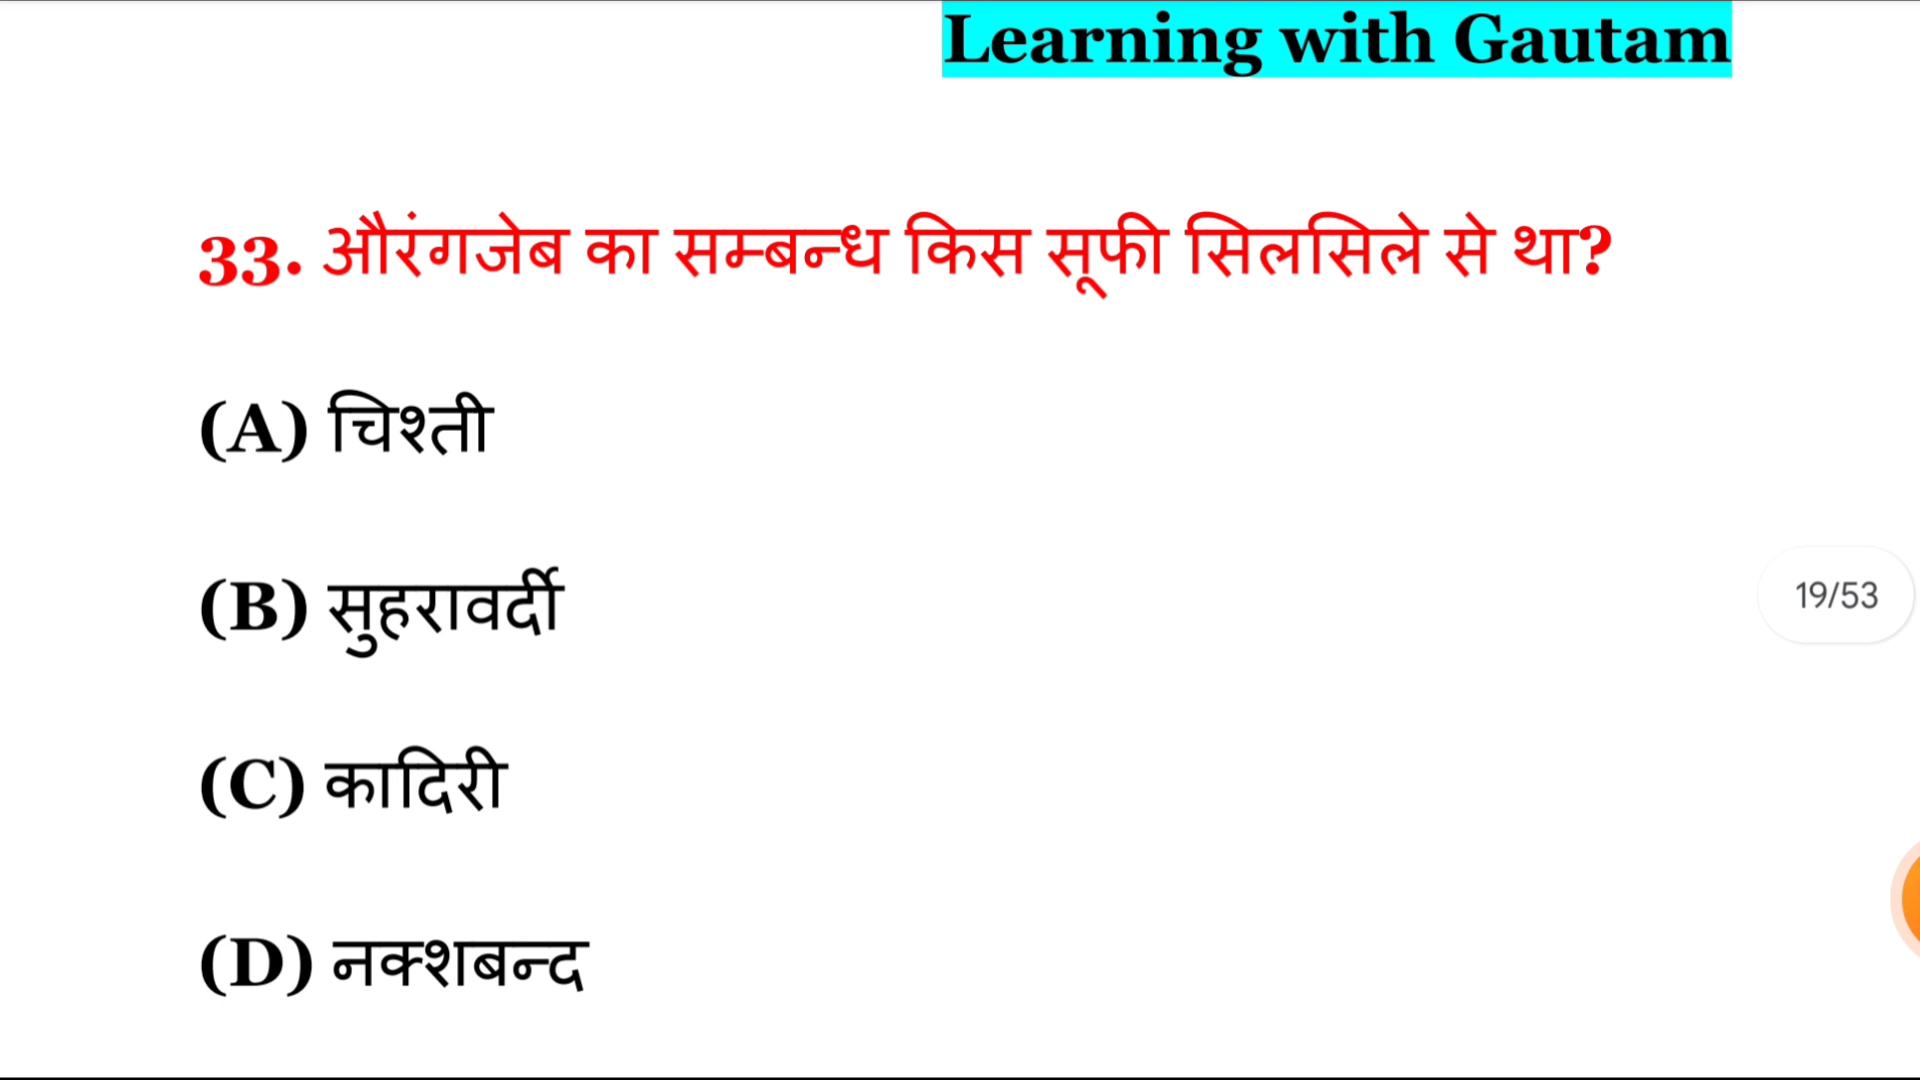 Learning with Gautam
33. औरंगजेब का सम्बन्ध किस सूफी सिलसिले से था?
(A) चिश्ती
(B) सुहरावर्दी
19/53
(C) कादिरी
(D) नक्शबन्द